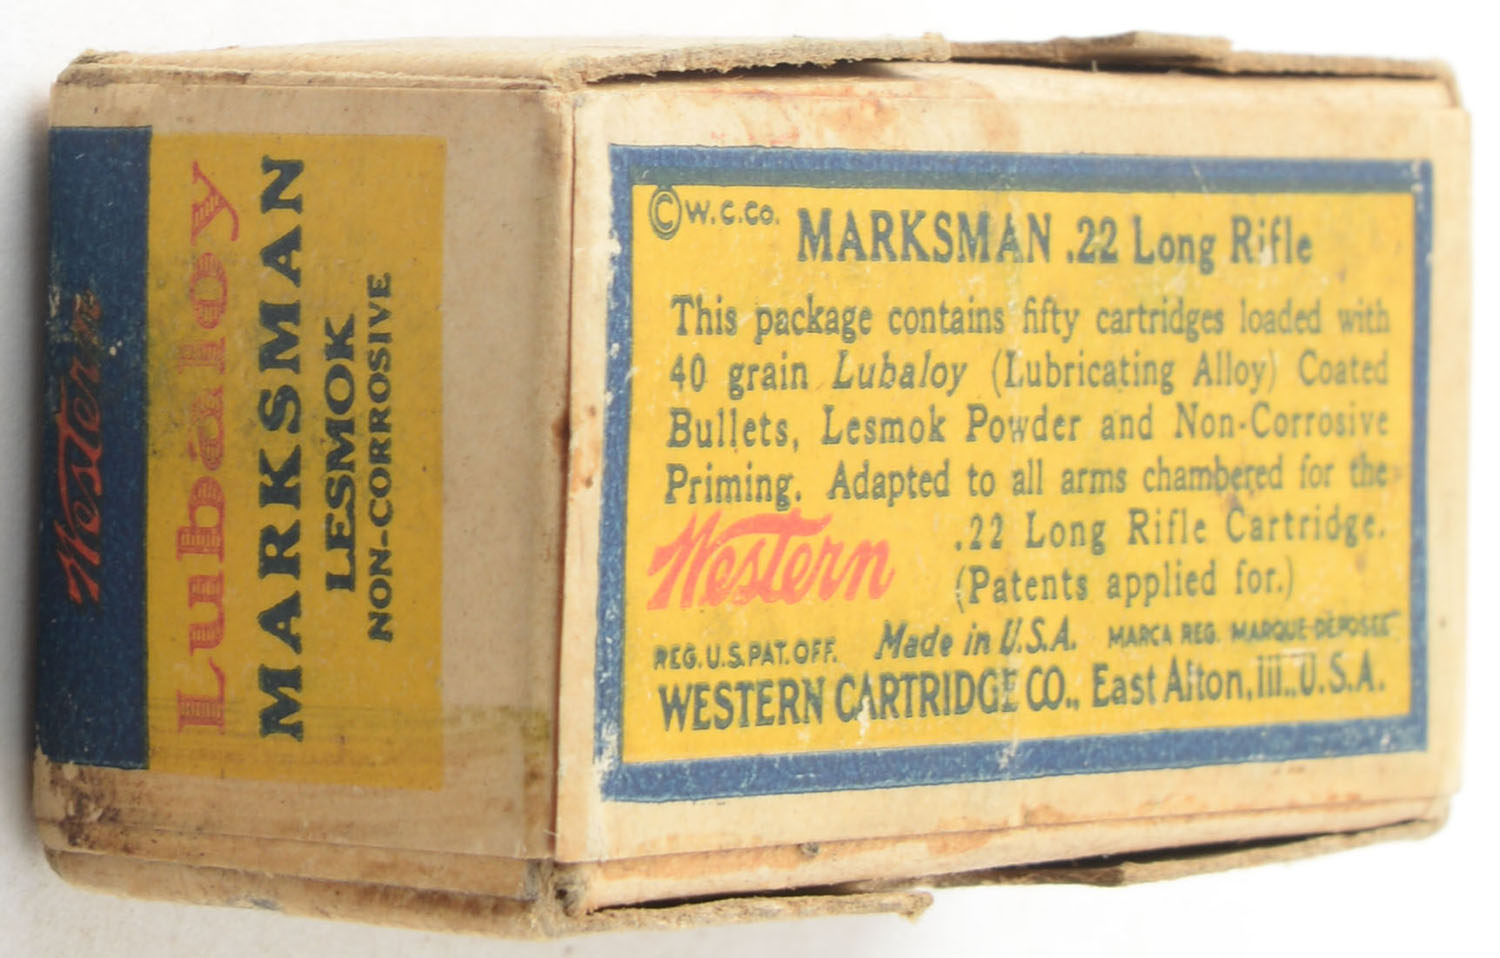 Western
Lubaloy
MARKSMAN
LESMOK
NON-CORROSIVE
© W.C.Co. MARKSMAN .22 Long Rifle
This package contains fifty cartridges loaded with
40 grain Lubaloy (Lubricating Alloy) Coated
Bullets, Lesmok Powder and Non-Corrosive
Priming. Adapted to all arms chambered for the
Western .22 Long Rifle Cartridge.
(Patents applied for.)
REG. U.S. PAT. OFF. Made in U.S.A. MARCA REG. MARQUE DÉPOSÉE
WESTERN CARTRIDGE CO., East Alton, Ill., U.S.A.